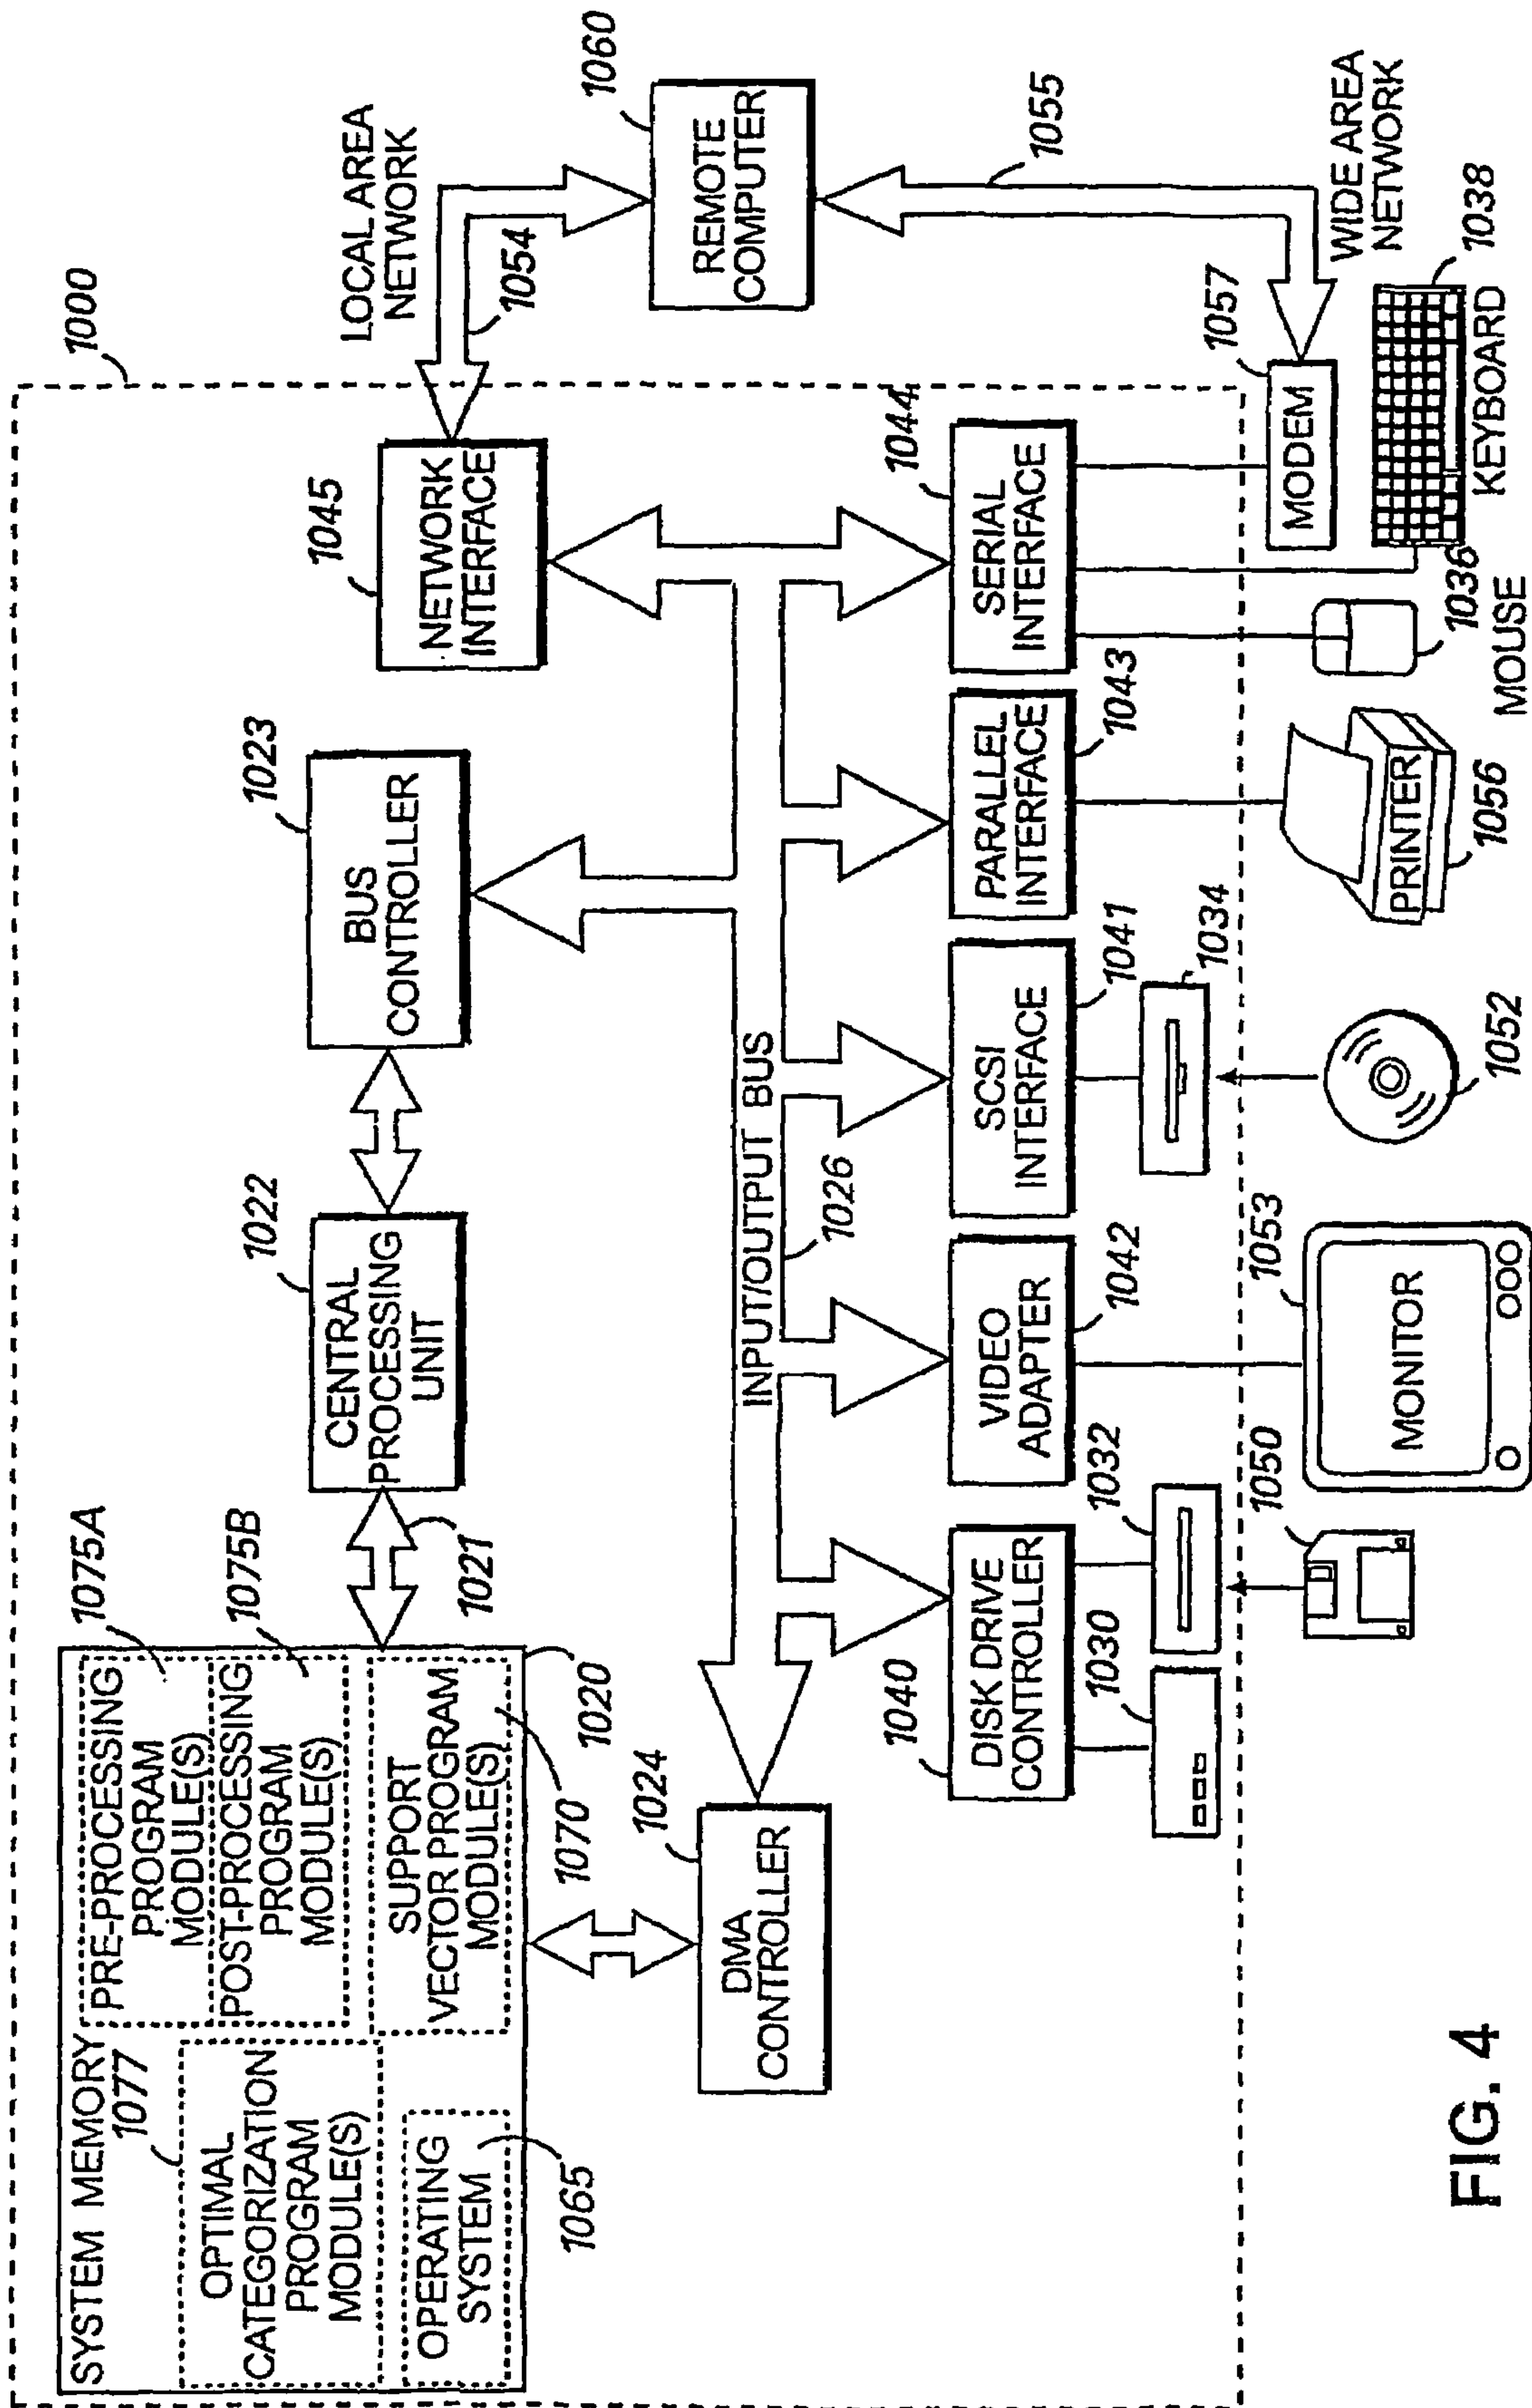 1000
SYSTEM MEMORY
1077
OPTIMAL
CATEGORIZATION
PROGRAM
MODULE(S)
OPERATING
SYSTEM
1065
PRE-PROCESSING
PROGRAM
MODULE(S)
1075A
POST-PROCESSING
PROGRAM
MODULE(S)
1075B
SUPPORT
VECTOR PROGRAM
MODULE(S)
1070
1020
1021
1022
CENTRAL
PROCESSING
UNIT
1023
BUS
CONTROLLER
1045
NETWORK
INTERFACE
LOCAL AREA
NETWORK
1054
1060
REMOTE
COMPUTER
1055
WIDE AREA
NETWORK
1024
DMA
CONTROLLER
INPUT/OUTPUT BUS
1026
1040
DISK DRIVE
CONTROLLER
1030
1032
VIDEO
ADAPTER
1042
SCSI
INTERFACE
1041
1034
PARALLEL
INTERFACE
1043
SERIAL
INTERFACE
1044
1057
MODEM
1050
MONITOR
1053
1052
PRINTER
1056
1036
MOUSE
1038
KEYBOARD
FIG. 4